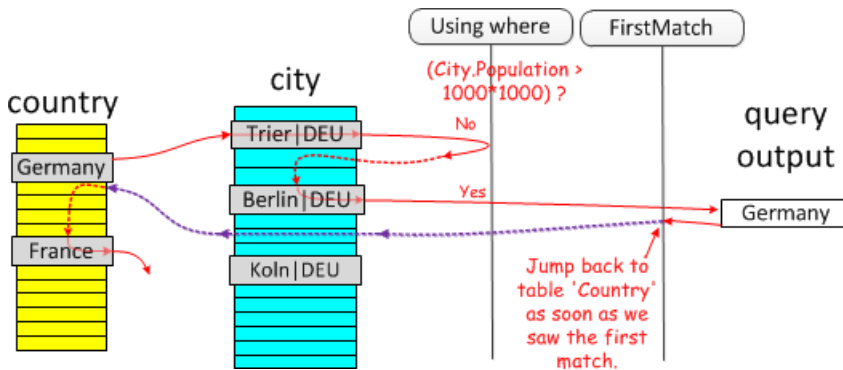 Using where
FirstMatch
(City.Population >
1000*1000) ?
country
city
query
output
Germany
France
Trier|DEU
Berlin|DEU
Koln|DEU
No
Yes
Germany
Jump back to
table 'Country'
as soon as we
saw the first
match.